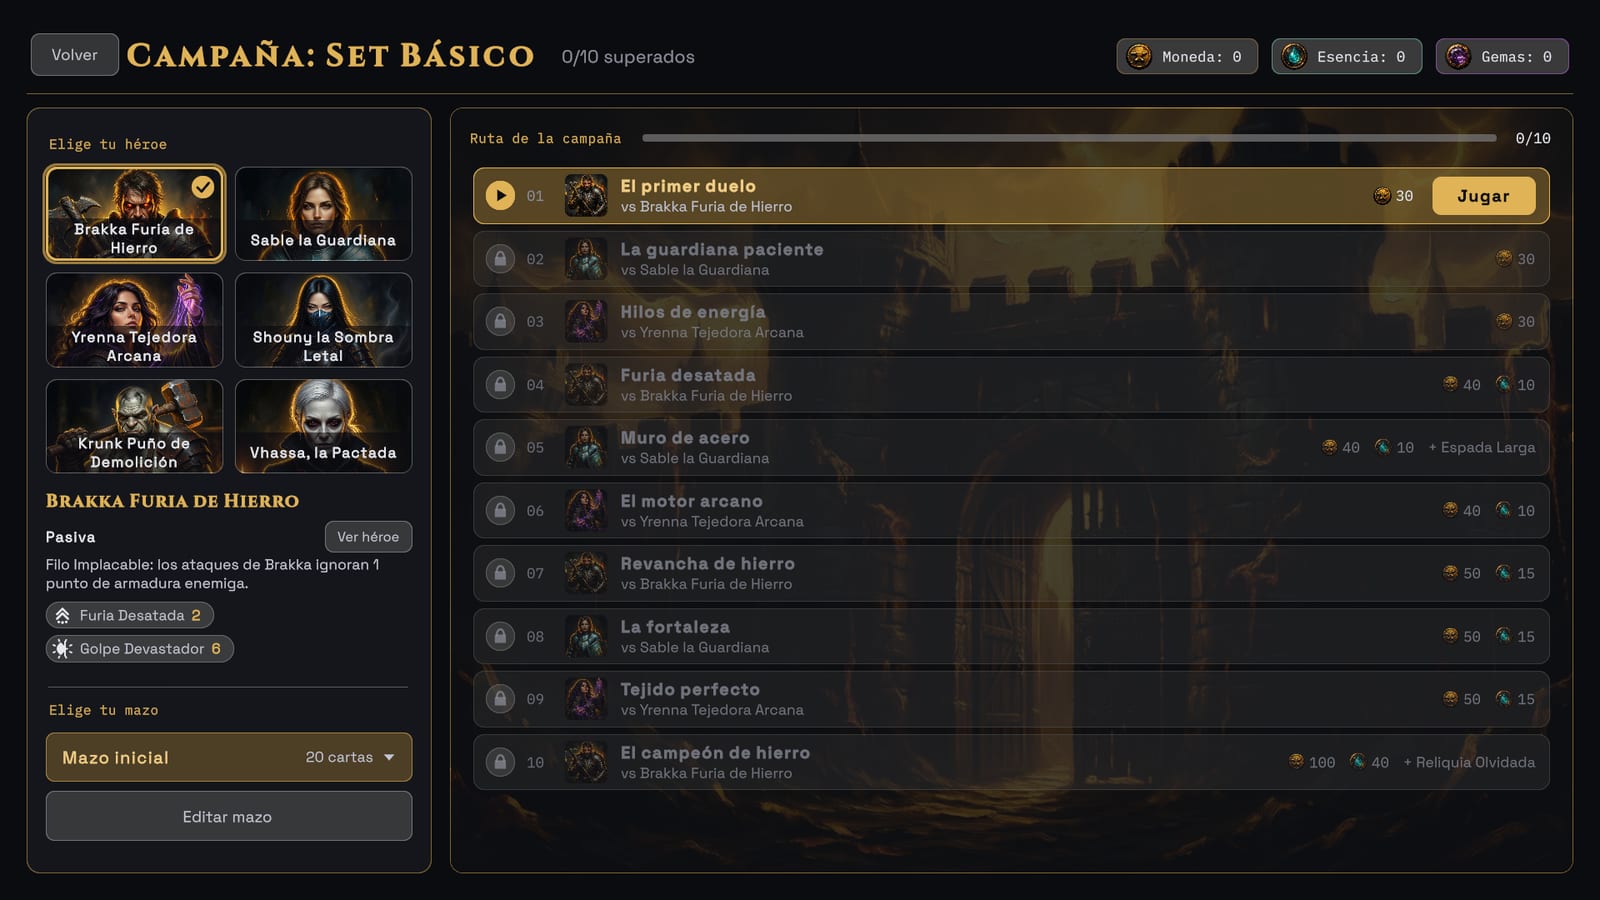 Volver
Campaña: Set Básico
0/10 superados
Moneda: 0
Esencia: 0
Gemas: 0
Elige tu héroe
Brakka Furia de
Hierro
Sable la Guardiana
Yrenna Tejedora
Arcana
Shouny la Sombra
Letal
Krunk Puño de
Demolición
Vhassa, la Pactada
Brakka Furia de Hierro
Pasiva
Ver héroe
Filo Implacable: los ataques de Brakka ignoran 1
punto de armadura enemiga.
Furia Desatada 2
Golpe Devastador 6
Elige tu mazo
Mazo inicial
20 cartas
Editar mazo
Ruta de la campaña
0/10
01
El primer duelo
vs Brakka Furia de Hierro
30
Jugar
02
La guardiana paciente
vs Sable la Guardiana
30
03
Hilos de energía
vs Yrenna Tejedora Arcana
30
04
Furia desatada
vs Brakka Furia de Hierro
40 10
05
Muro de acero
vs Sable la Guardiana
40 10 + Espada Larga
06
El motor arcano
vs Yrenna Tejedora Arcana
40 10
07
Revancha de hierro
vs Brakka Furia de Hierro
50 15
08
La fortaleza
vs Sable la Guardiana
50 15
09
Tejido perfecto
vs Yrenna Tejedora Arcana
50 15
10
El campeón de hierro
vs Brakka Furia de Hierro
100 40 + Reliquia Olvidada